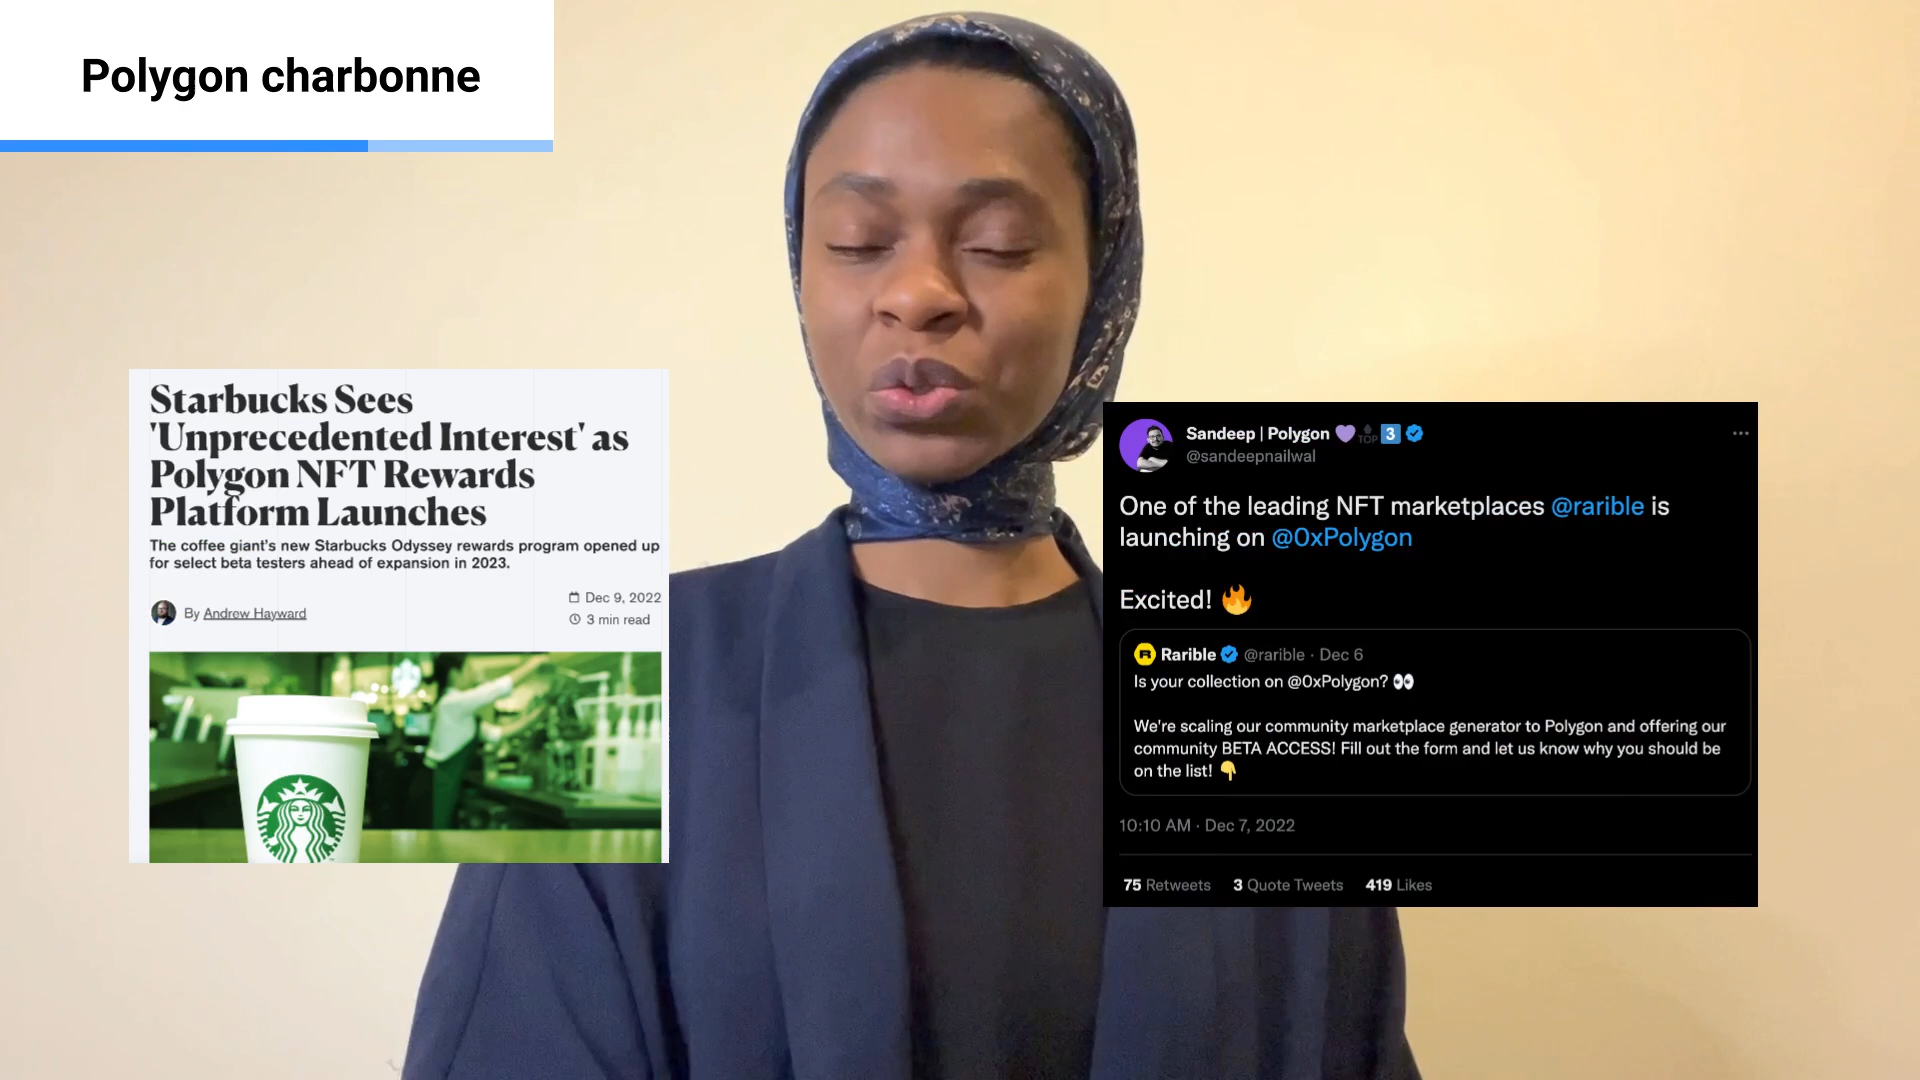 Polygon charbonne
Starbucks Sees
'Unprecedented Interest' as
Polygon NFT Rewards
Platform Launches
The coffee giant's new Starbucks Odyssey rewards program opened up
for select beta testers ahead of expansion in 2023.
By Andrew Hayward
Dec 9, 2022
3 min read
Sandeep | Polygon 💜🔝3️⃣
@sandeepnailwal
One of the leading NFT marketplaces @rarible is
launching on @0xPolygon
Excited! 🔥
Rarible @rarible · Dec 6
Is your collection on @0xPolygon? 👀
We're scaling our community marketplace generator to Polygon and offering our
community BETA ACCESS! Fill out the form and let us know why you should be
on the list! 👇
10:10 AM · Dec 7, 2022
75 Retweets 3 Quote Tweets 419 Likes